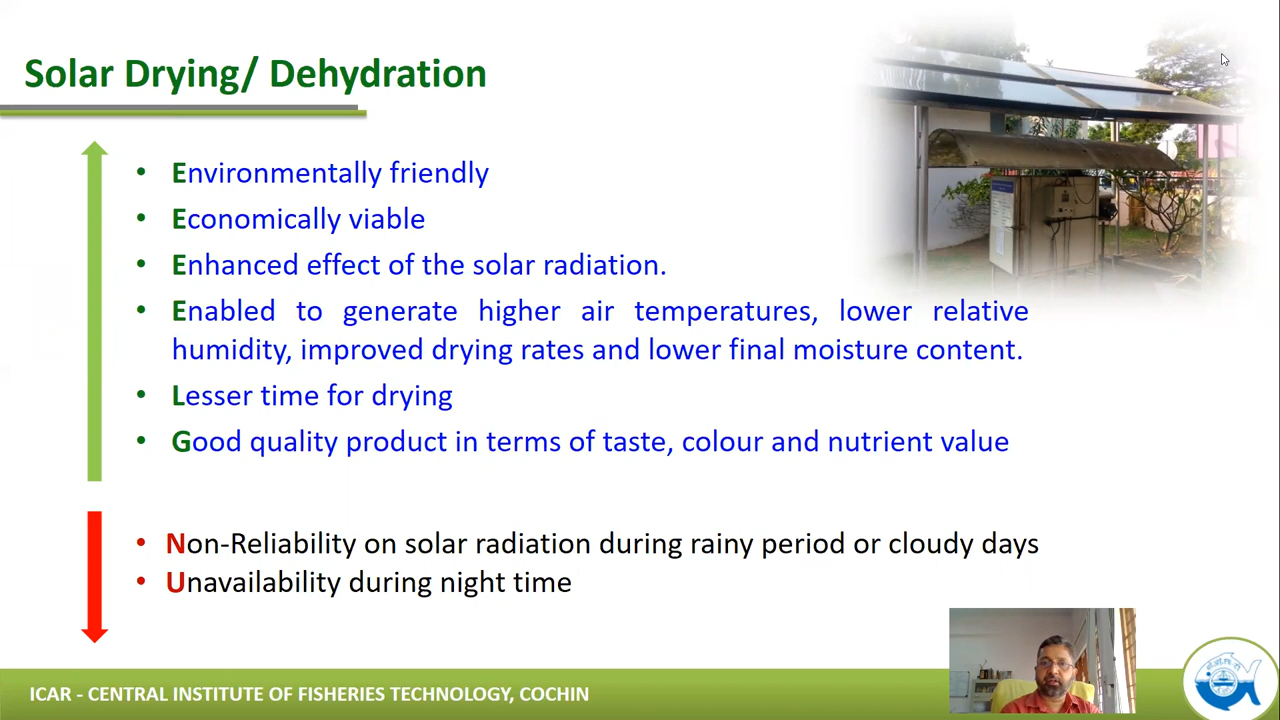 Solar Drying/ Dehydration
• Environmentally friendly
• Economically viable
• Enhanced effect of the solar radiation.
• Enabled to generate higher air temperatures, lower relative
humidity, improved drying rates and lower final moisture content.
• Lesser time for drying
• Good quality product in terms of taste, colour and nutrient value
• Non-Reliability on solar radiation during rainy period or cloudy days
• Unavailability during night time
ICAR - CENTRAL INSTITUTE OF FISHERIES TECHNOLOGY, COCHIN